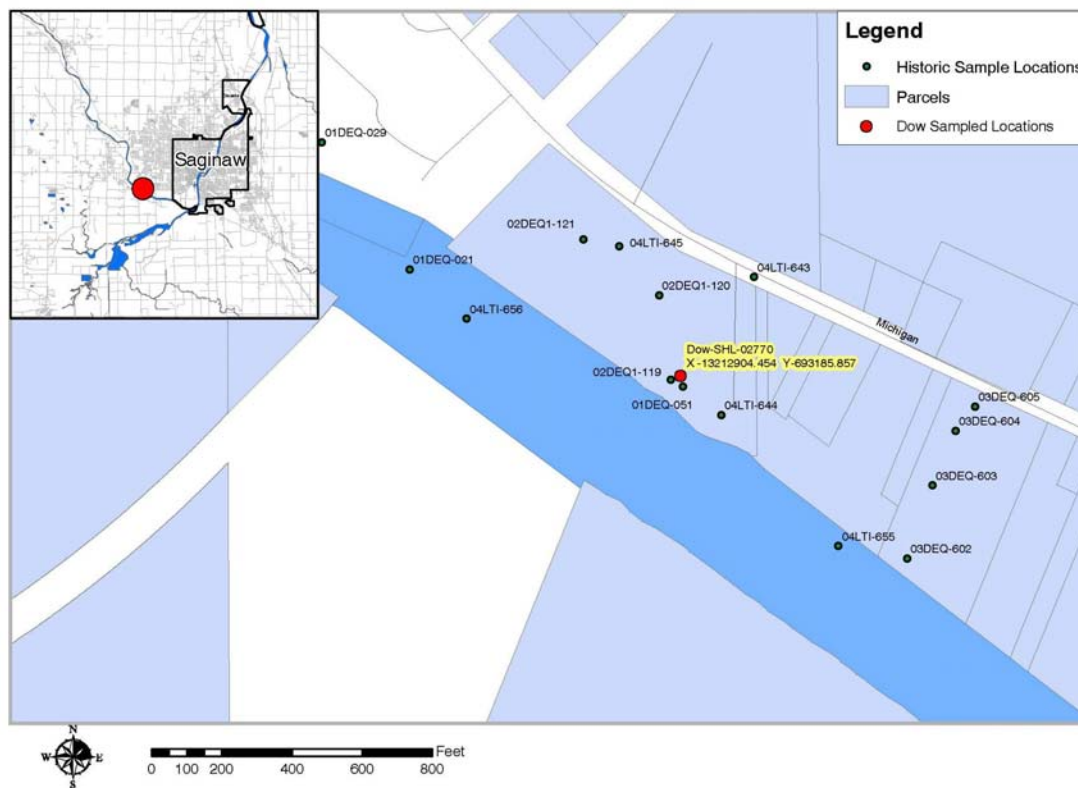 Saginaw
Legend
Historic Sample Locations
Parcels
Dow Sampled Locations
01DEQ-029
02DEQ1-121
04LTI-645
01DEQ-021
04LTI-643
02DEQ1-120
04LTI-656
Michigan
Dow-SHL-02770
X-13212904.454 Y-693185.857
02DEQ1-119
01DEQ-051
04LTI-644
03DEQ-605
03DEQ-604
03DEQ-603
04LTI-655
03DEQ-602
N
W E
S
Feet
0 100 200 400 600 800